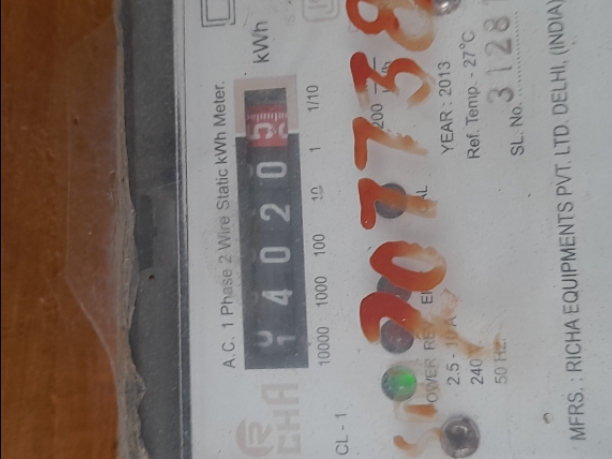 A.C. 1 Phase 2 Wire Static kWh Meter.
1 4 0 2 0 5
kWh
10000 1000 100 10 1 1/10
RICHA
CL - 1
207738
2.5 -
240
50 Hz.
YEAR : 2013
Ref. Temp. - 27°C
SL. No. 3128
MFRS. : RICHA EQUIPMENTS PVT. LTD. DELHI, (INDIA)